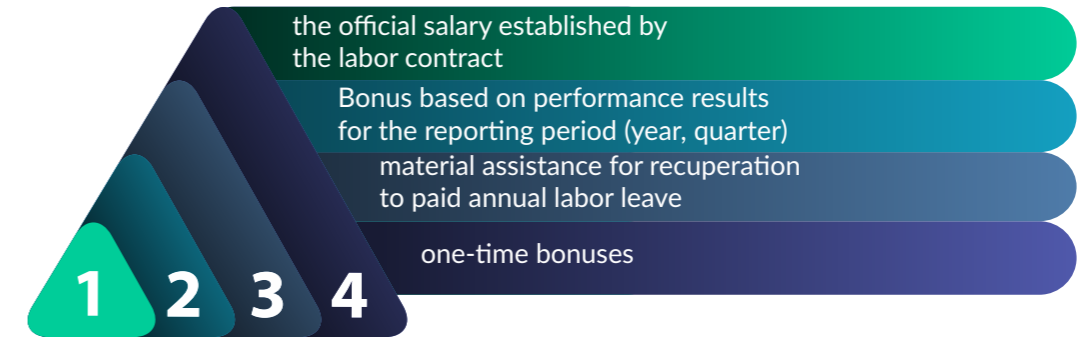 the official salary established by
the labor contract
Bonus based on performance results
for the reporting period (year, quarter)
material assistance for recuperation
to paid annual labor leave
one-time bonuses
1 2 3 4